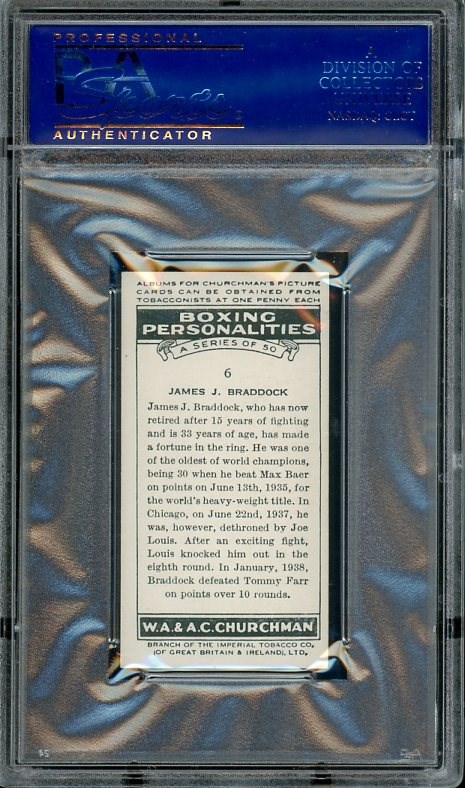 PROFESSIONAL
PSA
Sports
AUTHENTICATOR
A
DIVISION OF
COLLECTORS
UNIVERSE
NASDAQ: CLCT
ALBUMS FOR CHURCHMAN'S PICTURE
CARDS CAN BE OBTAINED FROM
TOBACCONISTS AT ONE PENNY EACH
BOXING
PERSONALITIES
A SERIES OF 50
6
JAMES J. BRADDOCK
James J. Braddock, who has now
retired after 15 years of fighting
and is 33 years of age, has made
a fortune in the ring. He was one
of the oldest of world champions,
being 30 when he beat Max Baer
on points on June 13th, 1935, for
the world's heavy-weight title. In
Chicago, on June 22nd, 1937, he
was, however, dethroned by Joe
Louis. After an exciting fight,
Louis knocked him out in the
eighth round. In January, 1938,
Braddock defeated Tommy Farr
on points over 10 rounds.
W.A. & A.C. CHURCHMAN
BRANCH OF THE IMPERIAL TOBACCO CO.
(OF GREAT BRITAIN & IRELAND), LTD.